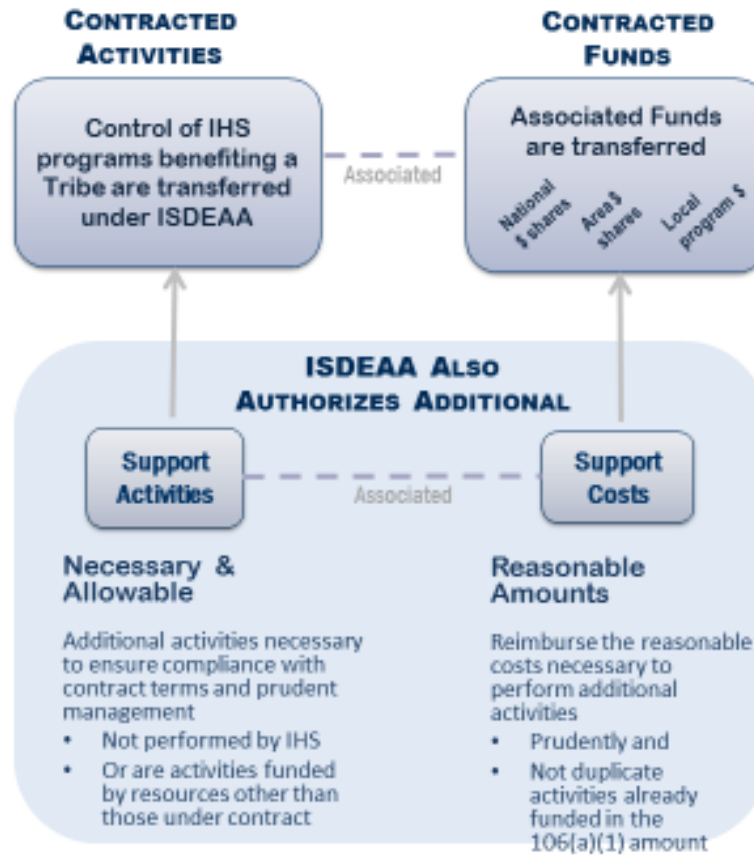 CONTRACTED
ACTIVITIES
Control of IHS
programs benefiting a
Tribe are transferred
under ISDEAA
Associated
CONTRACTED
FUNDS
Associated Funds
are transferred
National
$ shares
Area $
shares
Local
program $
ISDEAA ALSO
AUTHORIZES ADDITIONAL
Support
Activities
Associated
Support
Costs
Necessary &
Allowable
Additional activities necessary
to ensure compliance with
contract terms and prudent
management
• Not performed by IHS
• Or are activities funded
by resources other than
those under contract
Reasonable
Amounts
Reimburse the reasonable
costs necessary to
perform additional
activities
• Prudently and
• Not duplicate
activities already
funded in the
106(a)(1) amount